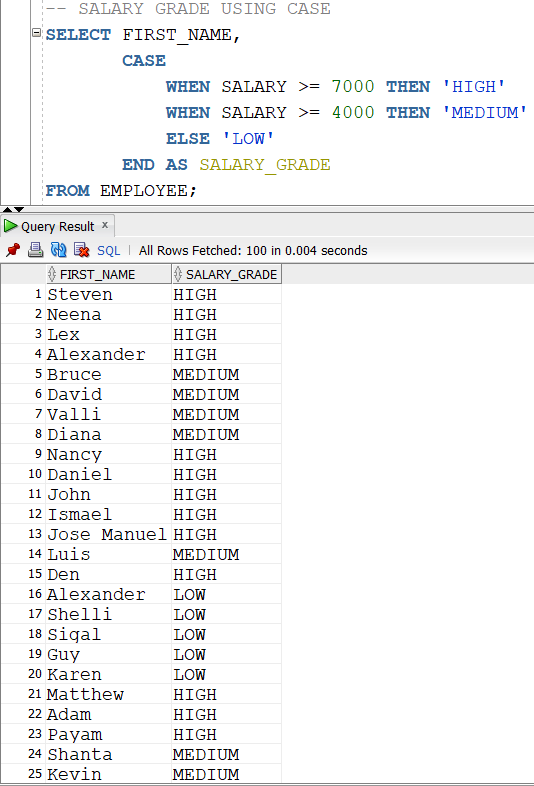 -- SALARY GRADE USING CASE
SELECT FIRST_NAME,
CASE
WHEN SALARY >= 7000 THEN 'HIGH'
WHEN SALARY >= 4000 THEN 'MEDIUM'
ELSE 'LOW'
END AS SALARY_GRADE
FROM EMPLOYEE;
Query Result x
SQL | All Rows Fetched: 100 in 0.004 seconds
FIRST_NAME SALARY_GRADE
1 Steven HIGH
2 Neena HIGH
3 Lex HIGH
4 Alexander HIGH
5 Bruce MEDIUM
6 David MEDIUM
7 Valli MEDIUM
8 Diana MEDIUM
9 Nancy HIGH
10 Daniel HIGH
11 John HIGH
12 Ismael HIGH
13 Jose Manuel HIGH
14 Luis MEDIUM
15 Den HIGH
16 Alexander LOW
17 Shelli LOW
18 Sigal LOW
19 Guy LOW
20 Karen LOW
21 Matthew HIGH
22 Adam HIGH
23 Payam HIGH
24 Shanta MEDIUM
25 Kevin MEDIUM